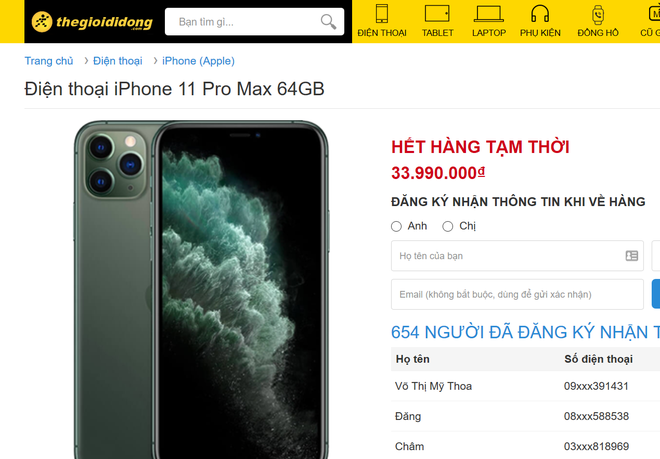 thegioididong
.com
Bạn tìm gì...
ĐIỆN THOẠI
TABLET
LAPTOP
PHỤ KIỆN
ĐỒNG HỒ
CŨ G
Trang chủ › Điện thoại › iPhone (Apple)
Điện thoại iPhone 11 Pro Max 64GB
HẾT HÀNG TẠM THỜI
33.990.000₫
ĐĂNG KÝ NHẬN THÔNG TIN KHI VỀ HÀNG
Anh Chị
Họ tên của bạn
Email (không bắt buộc, dùng để gửi xác nhận)
654 NGƯỜI ĐÃ ĐĂNG KÝ NHẬN T
Họ tên Số điện thoại
Võ Thị Mỹ Thoa 09xxx391431
Đăng 08xxx588538
Châm 03xxx818969